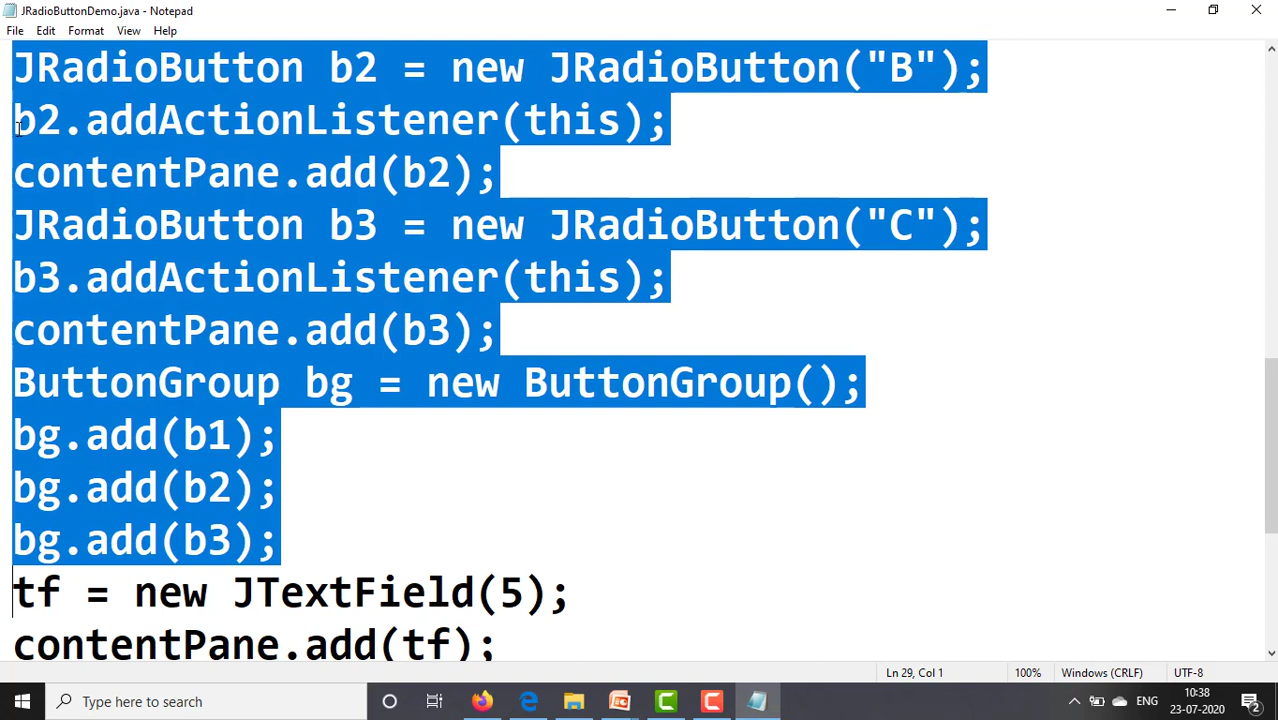 JRadioButtonDemo.java - Notepad
File Edit Format View Help
JRadioButton b2 = new JRadioButton("B");
b2.addActionListener(this);
contentPane.add(b2);
JRadioButton b3 = new JRadioButton("C");
b3.addActionListener(this);
contentPane.add(b3);
ButtonGroup bg = new ButtonGroup();
bg.add(b1);
bg.add(b2);
bg.add(b3);
tf = new JTextField(5);
contentPane.add(tf);
Ln 29, Col 1 100% Windows (CRLF) UTF-8
Type here to search
ENG
10:38
23-07-2020
2